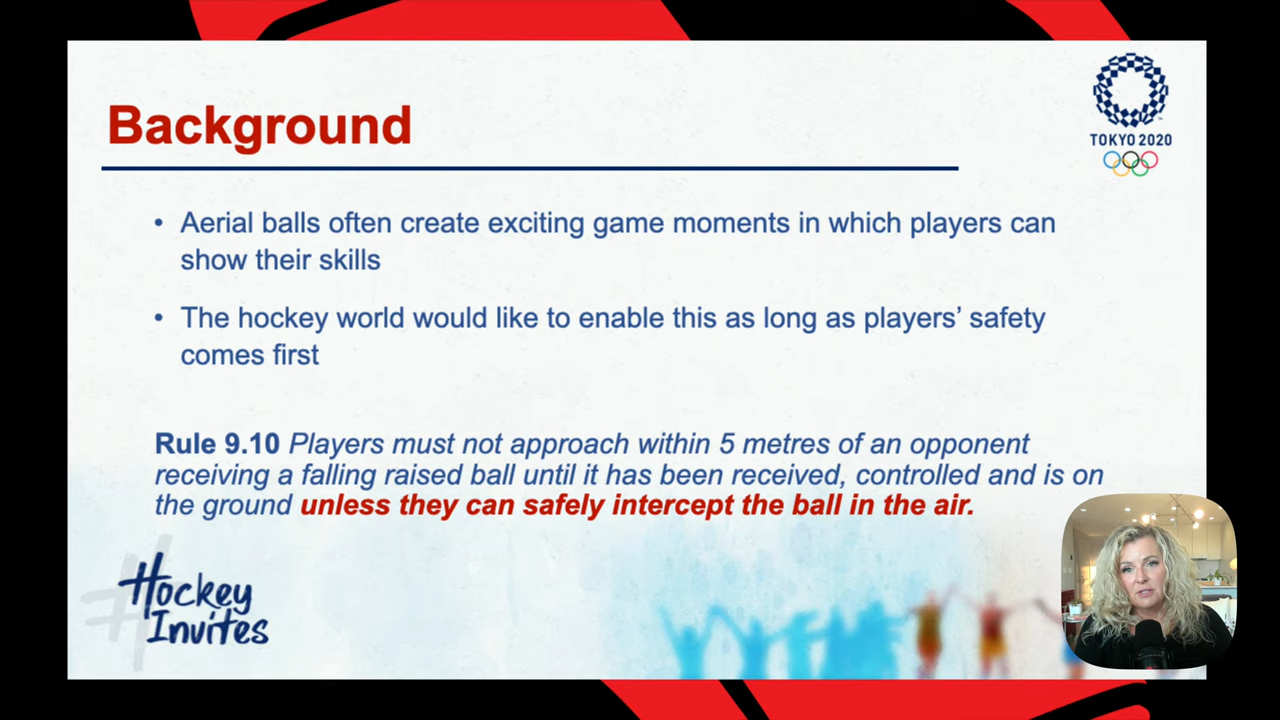 Background
TOKYO 2020
• Aerial balls often create exciting game moments in which players can
show their skills
• The hockey world would like to enable this as long as players’ safety
comes first
Rule 9.10 Players must not approach within 5 metres of an opponent
receiving a falling raised ball until it has been received, controlled and is on
the ground unless they can safely intercept the ball in the air.
#Hockey
Invites